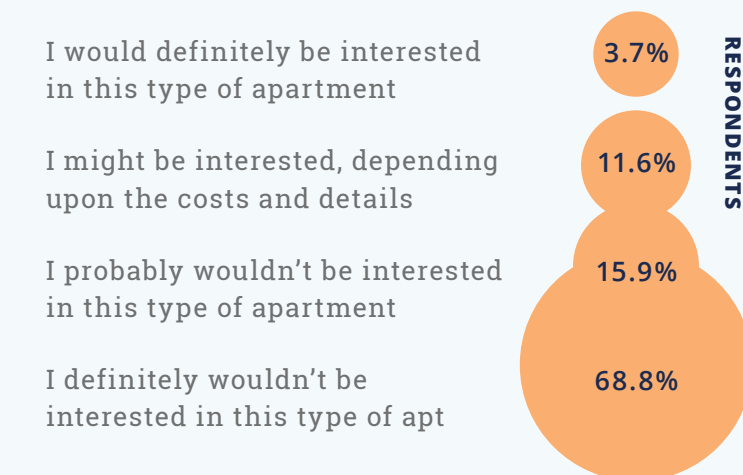 I would definitely be interested
in this type of apartment
3.7%
I might be interested, depending
upon the costs and details
11.6%
I probably wouldn’t be interested
in this type of apartment
15.9%
I definitely wouldn’t be
interested in this type of apt
68.8%
RESPONDENTS